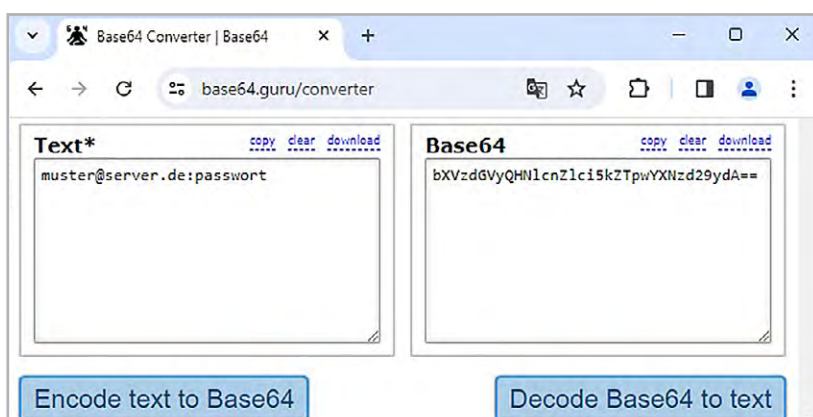 Base64 Converter | Base64
base64.guru/converter
Text* copy clear download
Base64 copy clear download
muster@server.de:passwort
bXVzdGVyQHNlcnZlci5kZTpwYXNzd29ydA==
Encode text to Base64
Decode Base64 to text